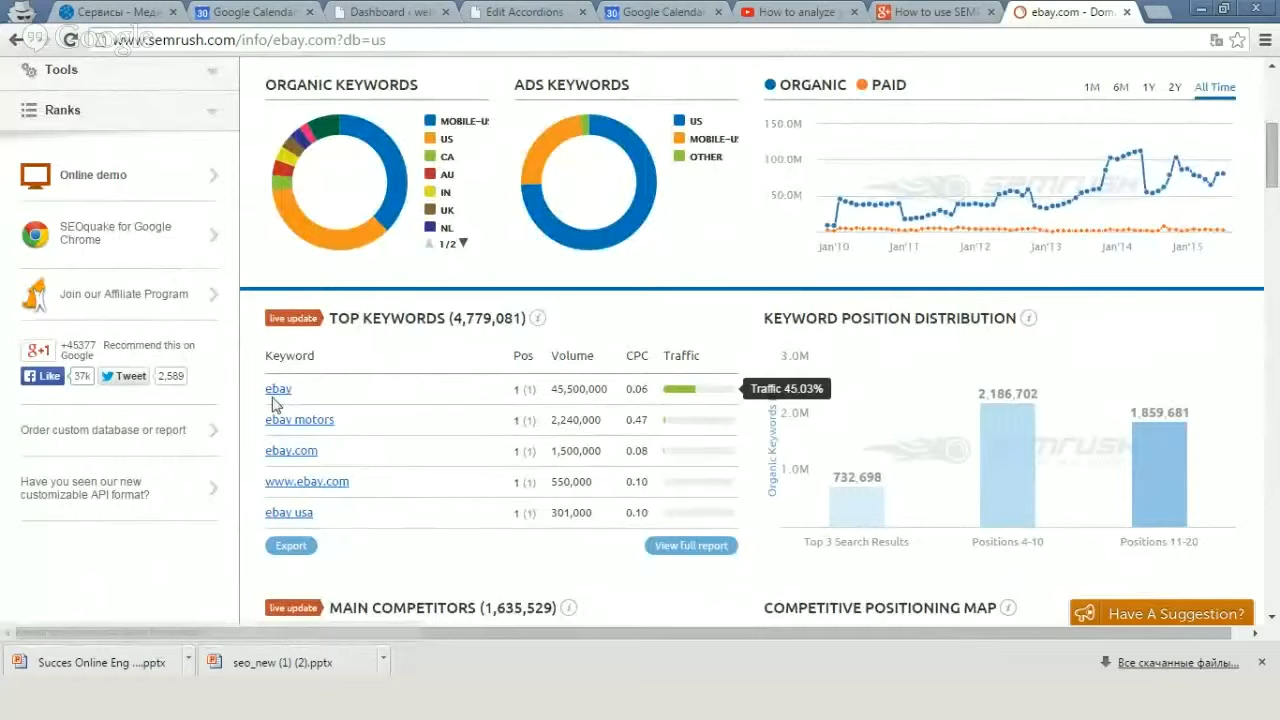 Сервисы - Меди
Google Calendar
Dashboard ‹ web
Edit Accordions
Google Calendar
How to analyze
How to use SEM
ebay.com - Dom
www.semrush.com/info/ebay.com?db=us
Google
Tools
Ranks
Online demo
SEOquake for Google
Chrome
Join our Affiliate Program
+45377 Recommend this on
Google
g+1
Like 37k Tweet 2,589
Order custom database or report
Have you seen our new
customizable API format?
ORGANIC KEYWORDS
MOBILE-U
US
CA
AU
IN
UK
NL
1/2
ADS KEYWORDS
US
MOBILE-U
OTHER
ORGANIC PAID
1M 6M 1Y 2Y All Time
150.0M
100.0M
50.0M
SEMRUSH
Jan'10 Jan'11 Jan'12 Jan'13 Jan'14 Jan'15
live update TOP KEYWORDS (4,779,081)
Keyword Pos Volume CPC Traffic
ebay 1 (1) 45,500,000 0.06
Traffic 45.03%
ebay motors 1 (1) 2,240,000 0.47
ebay.com 1 (1) 1,500,000 0.08
www.ebay.com 1 (1) 550,000 0.10
ebay usa 1 (1) 301,000 0.10
Export View full report
KEYWORD POSITION DISTRIBUTION
3.0M
2.0M
1.0M
Organic Keywords
732,698
2,186,702
1,859,681
SEMRUSH
Top 3 Search Results Positions 4-10 Positions 11-20
live update MAIN COMPETITORS (1,635,529)
COMPETITIVE POSITIONING MAP
Have A Suggestion?
Succes Online Eng ....pptx
seo_new (1) (2).pptx
Все скачанные файлы...